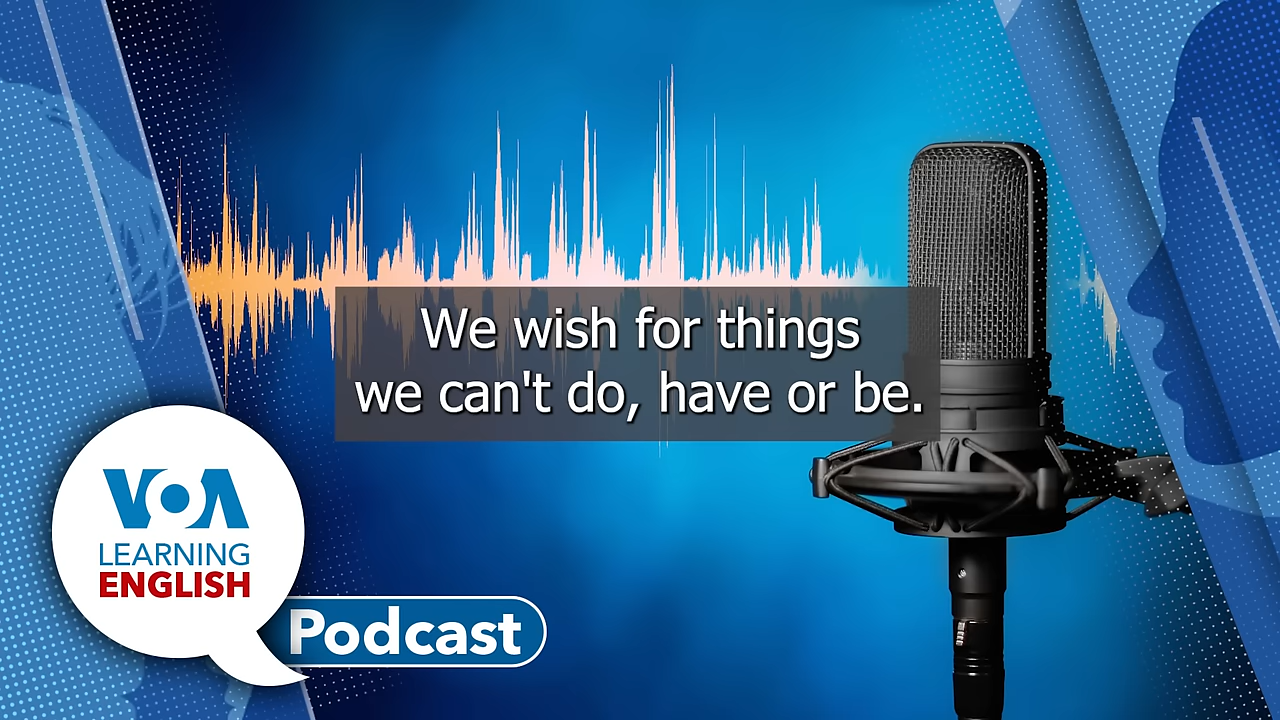 We wish for things
we can't do, have or be.
VOA
LEARNING
ENGLISH
Podcast